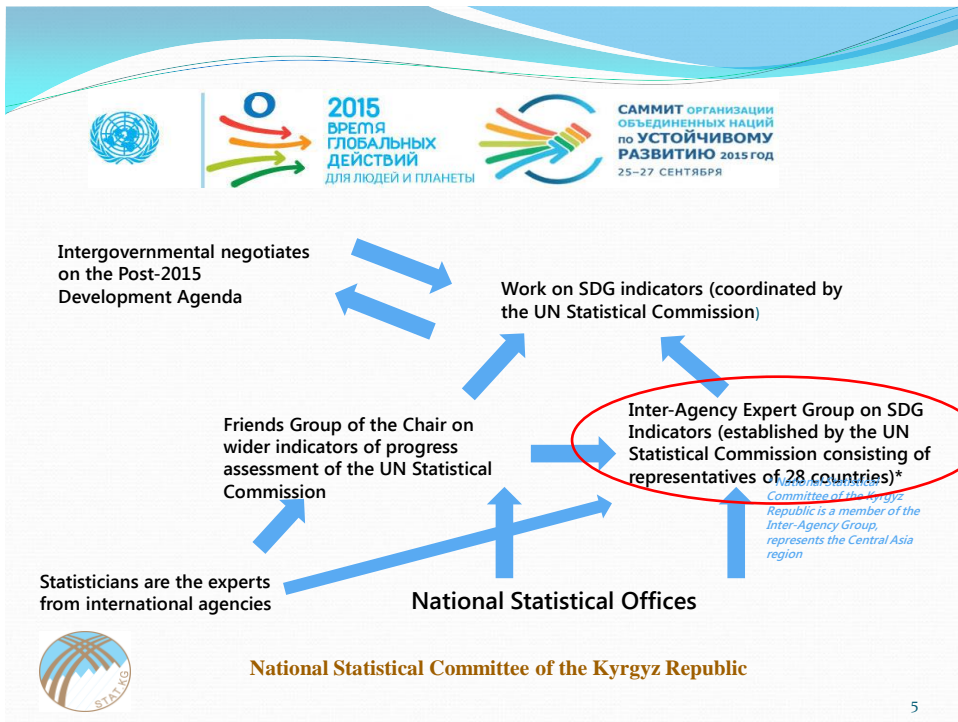 2015
ВРЕМЯ
ГЛОБАЛЬНЫХ
ДЕЙСТВИЙ
ДЛЯ ЛЮДЕЙ И ПЛАНЕТЫ
САММИТ ОРГАНИЗАЦИИ
ОБЪЕДИНЕННЫХ НАЦИЙ
ПО УСТОЙЧИВОМУ
РАЗВИТИЮ 2015 ГОД
25–27 СЕНТЯБРЯ
Intergovernmental negotiates
on the Post-2015
Development Agenda
Work on SDG indicators (coordinated by
the UN Statistical Commission)
Friends Group of the Chair on
wider indicators of progress
assessment of the UN Statistical
Commission
Inter-Agency Expert Group on SDG
Indicators (established by the UN
Statistical Commission consisting of
representatives of 28 countries)*
National Statistical
Committee of the Kyrgyz
Republic is a member of the
Inter-Agency Group,
represents the Central Asia
region
Statisticians are the experts
from international agencies
National Statistical Offices
STAT.KG
National Statistical Committee of the Kyrgyz Republic
5